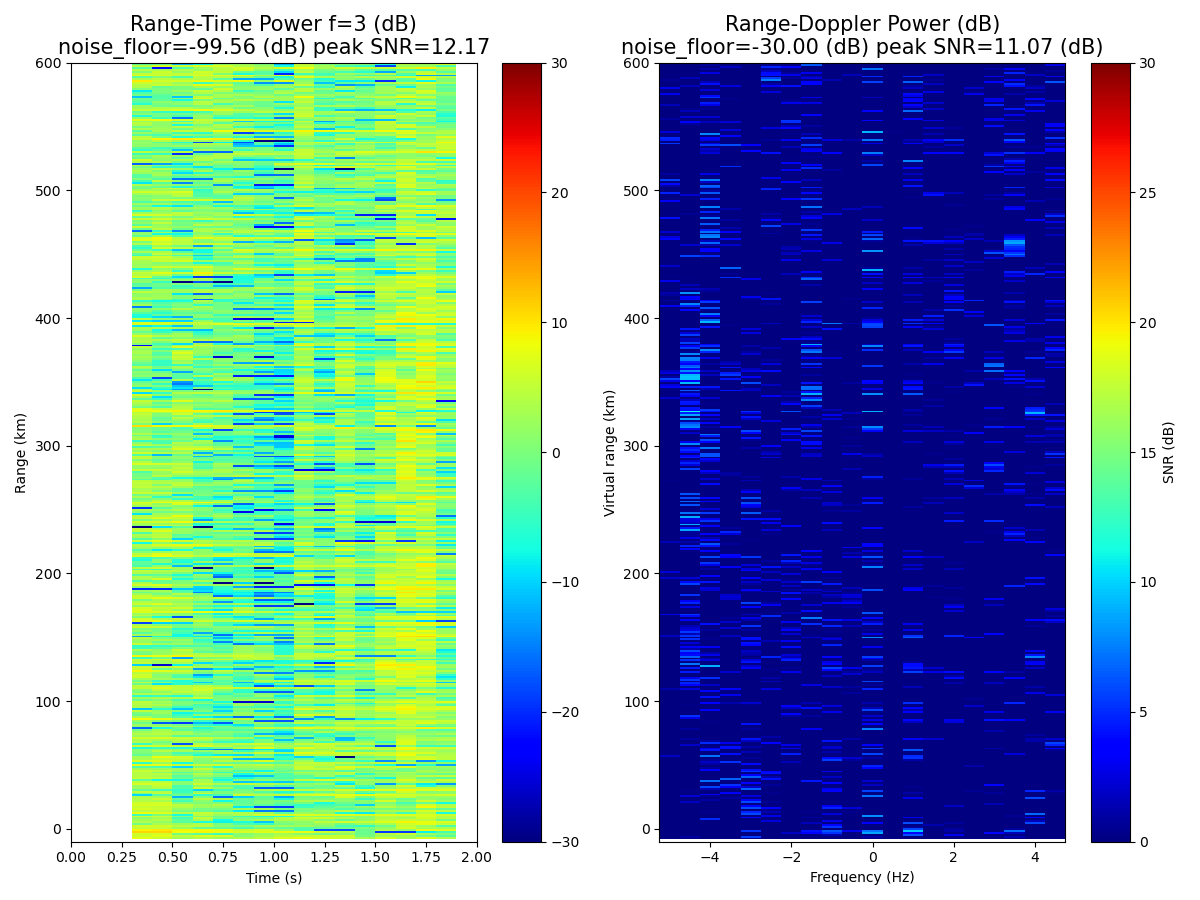 Range-Time Power f=3 (dB)
noise_floor=-99.56 (dB) peak SNR=12.17
Range-Doppler Power (dB)
noise_floor=-30.00 (dB) peak SNR=11.07 (dB)
600
500
400
300
200
100
0
Range (km)
0.00 0.25 0.50 0.75 1.00 1.25 1.50 1.75 2.00
Time (s)
30
20
10
0
−10
−20
−30
600
500
400
300
200
100
0
Virtual range (km)
−4 −2 0 2 4
Frequency (Hz)
30
25
20
15
10
5
0
SNR (dB)